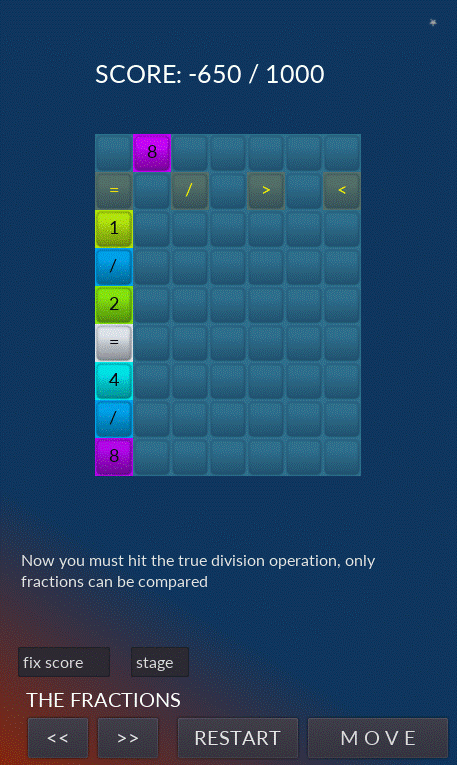 SCORE: -650 / 1000
8
= / > <
1
/
2
=
4
/
8
Now you must hit the true division operation, only
fractions can be compared
fix score stage
THE FRACTIONS
<< >> RESTART M O V E